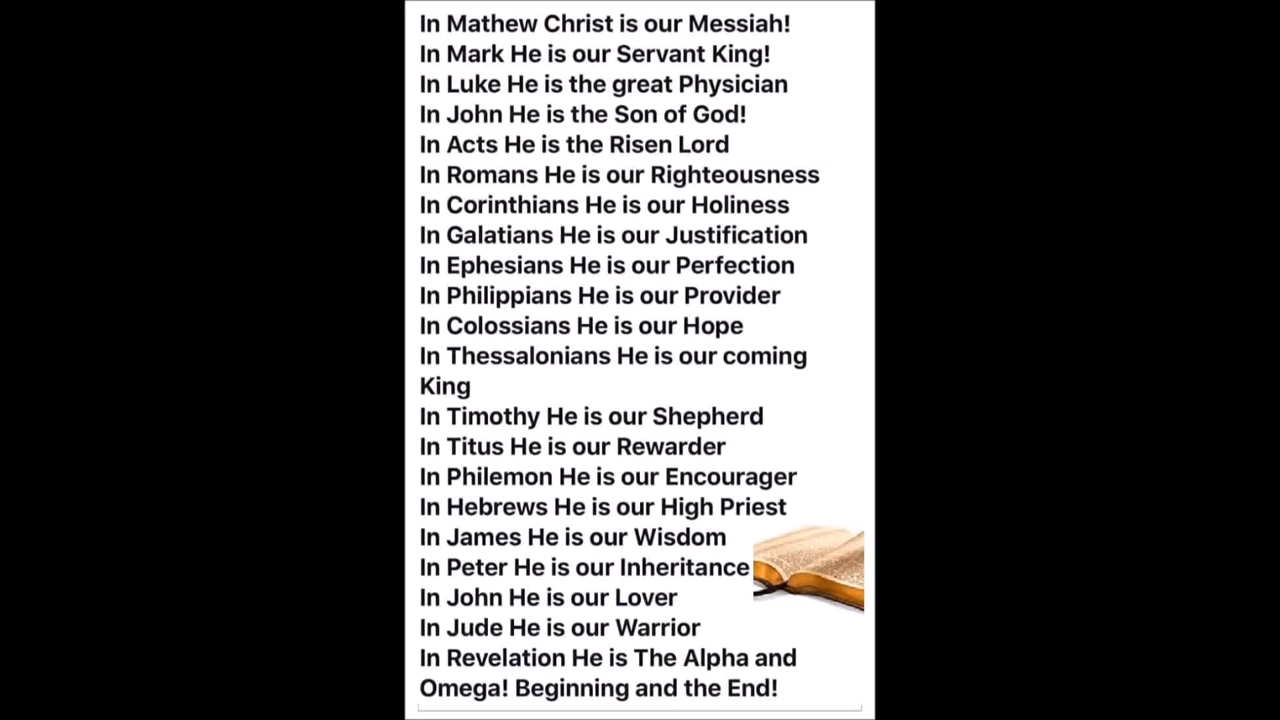 In Mathew Christ is our Messiah!
In Mark He is our Servant King!
In Luke He is the great Physician
In John He is the Son of God!
In Acts He is the Risen Lord
In Romans He is our Righteousness
In Corinthians He is our Holiness
In Galatians He is our Justification
In Ephesians He is our Perfection
In Philippians He is our Provider
In Colossians He is our Hope
In Thessalonians He is our coming
King
In Timothy He is our Shepherd
In Titus He is our Rewarder
In Philemon He is our Encourager
In Hebrews He is our High Priest
In James He is our Wisdom
In Peter He is our Inheritance
In John He is our Lover
In Jude He is our Warrior
In Revelation He is The Alpha and
Omega! Beginning and the End!